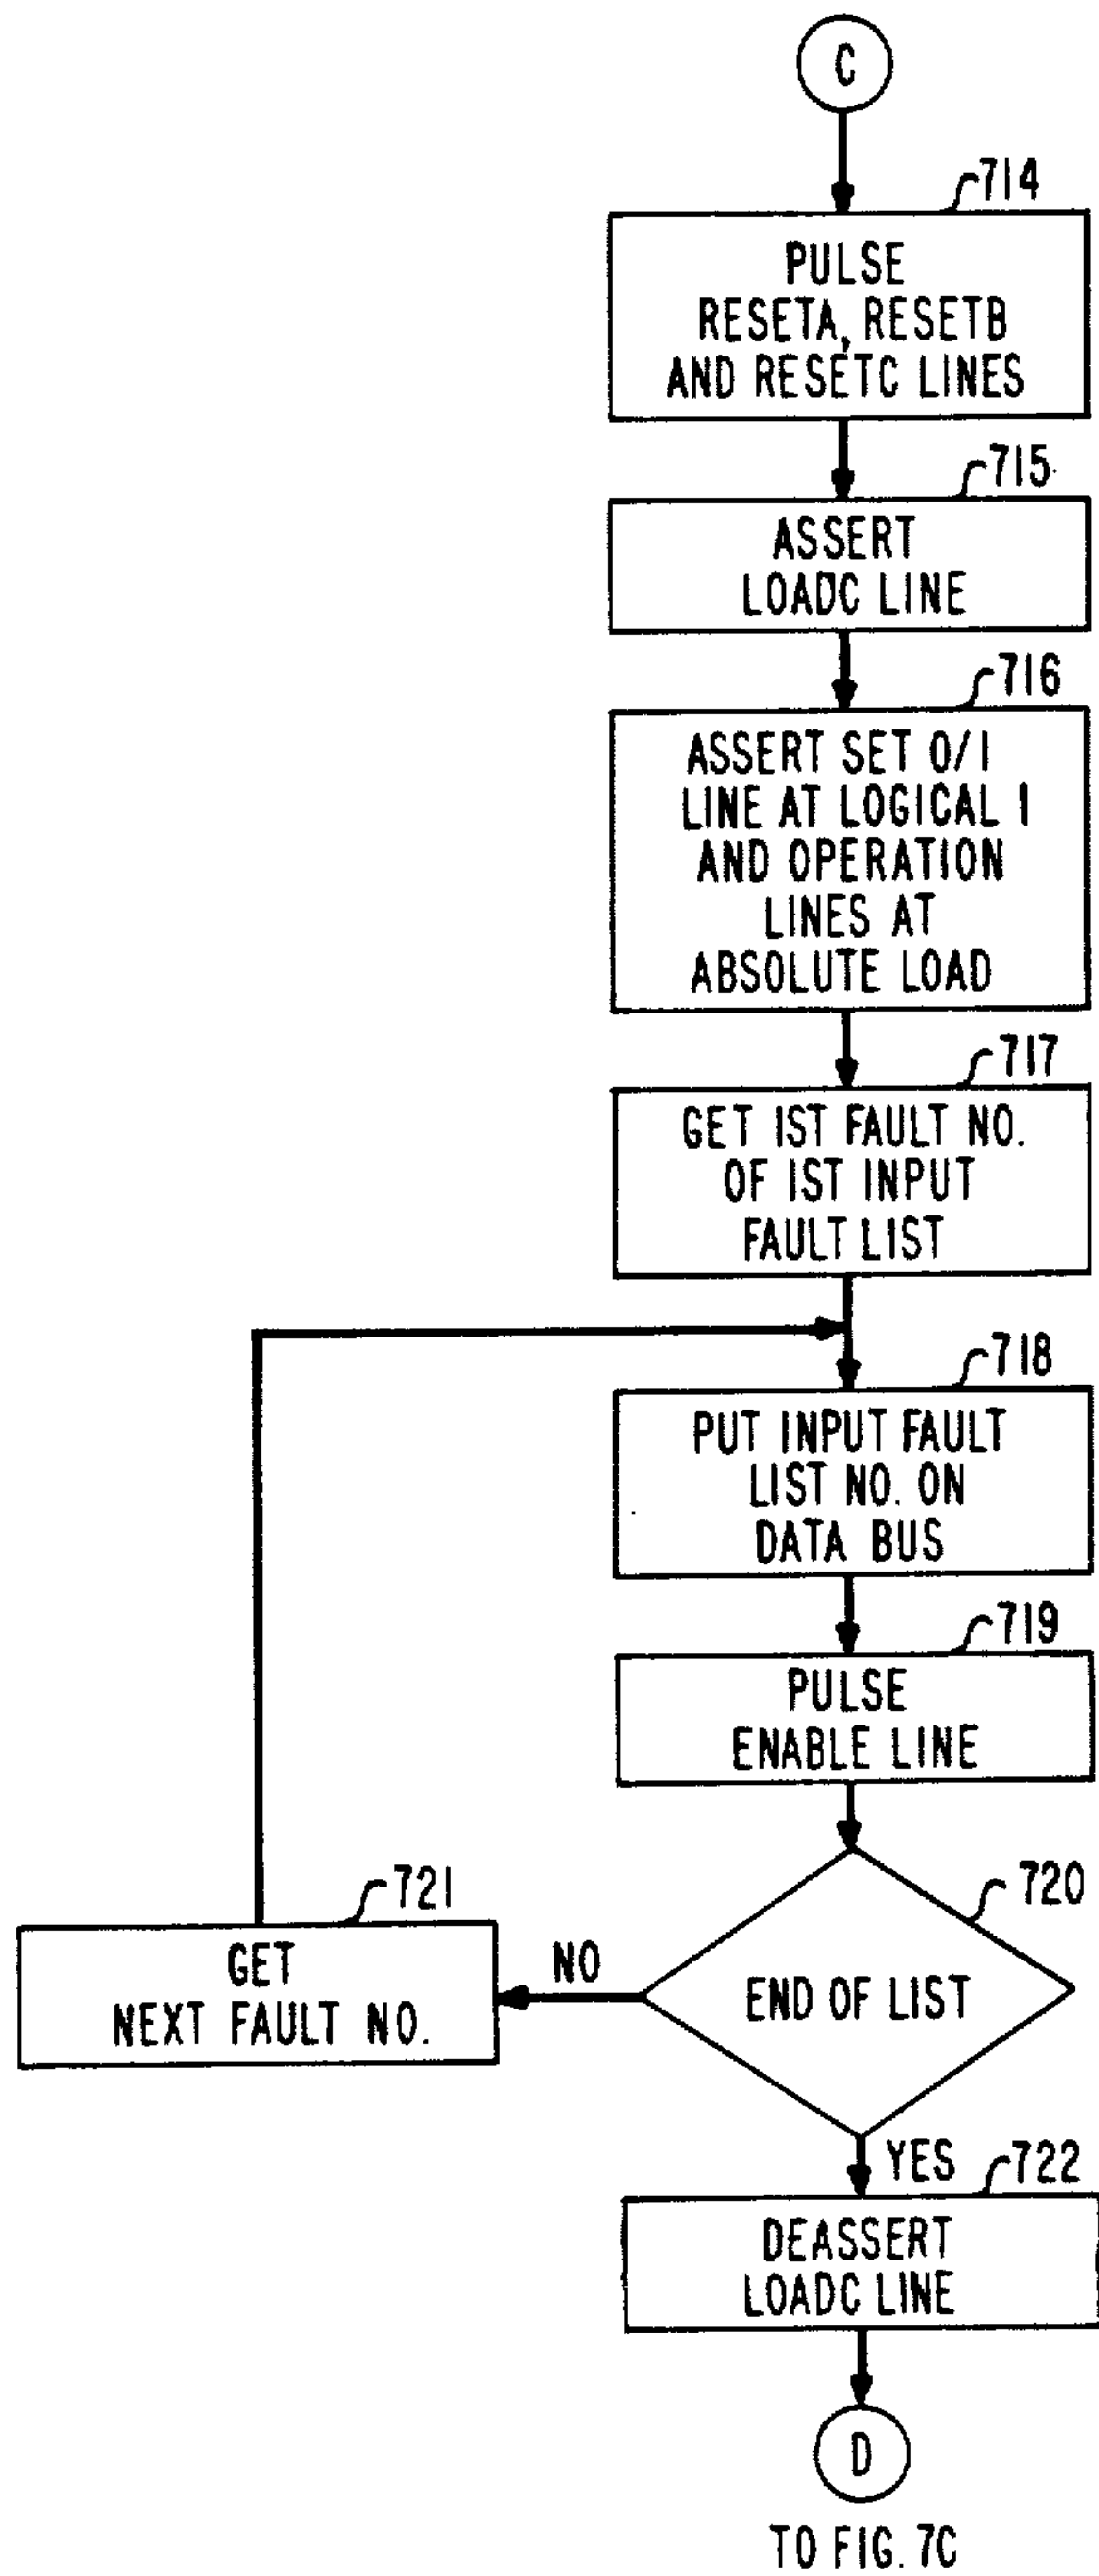 C
714
PULSE
RESETA, RESETB
AND RESETC LINES
715
ASSERT
LOADC LINE
716
ASSERT SET 0/1
LINE AT LOGICAL 1
AND OPERATION
LINES AT
ABSOLUTE LOAD
717
GET 1ST FAULT NO.
OF 1ST INPUT
FAULT LIST
718
PUT INPUT FAULT
LIST NO. ON
DATA BUS
719
PULSE
ENABLE LINE
720
END OF LIST
NO
721
GET
NEXT FAULT NO.
YES
722
DEASSERT
LOADC LINE
D
TO FIG. 7C